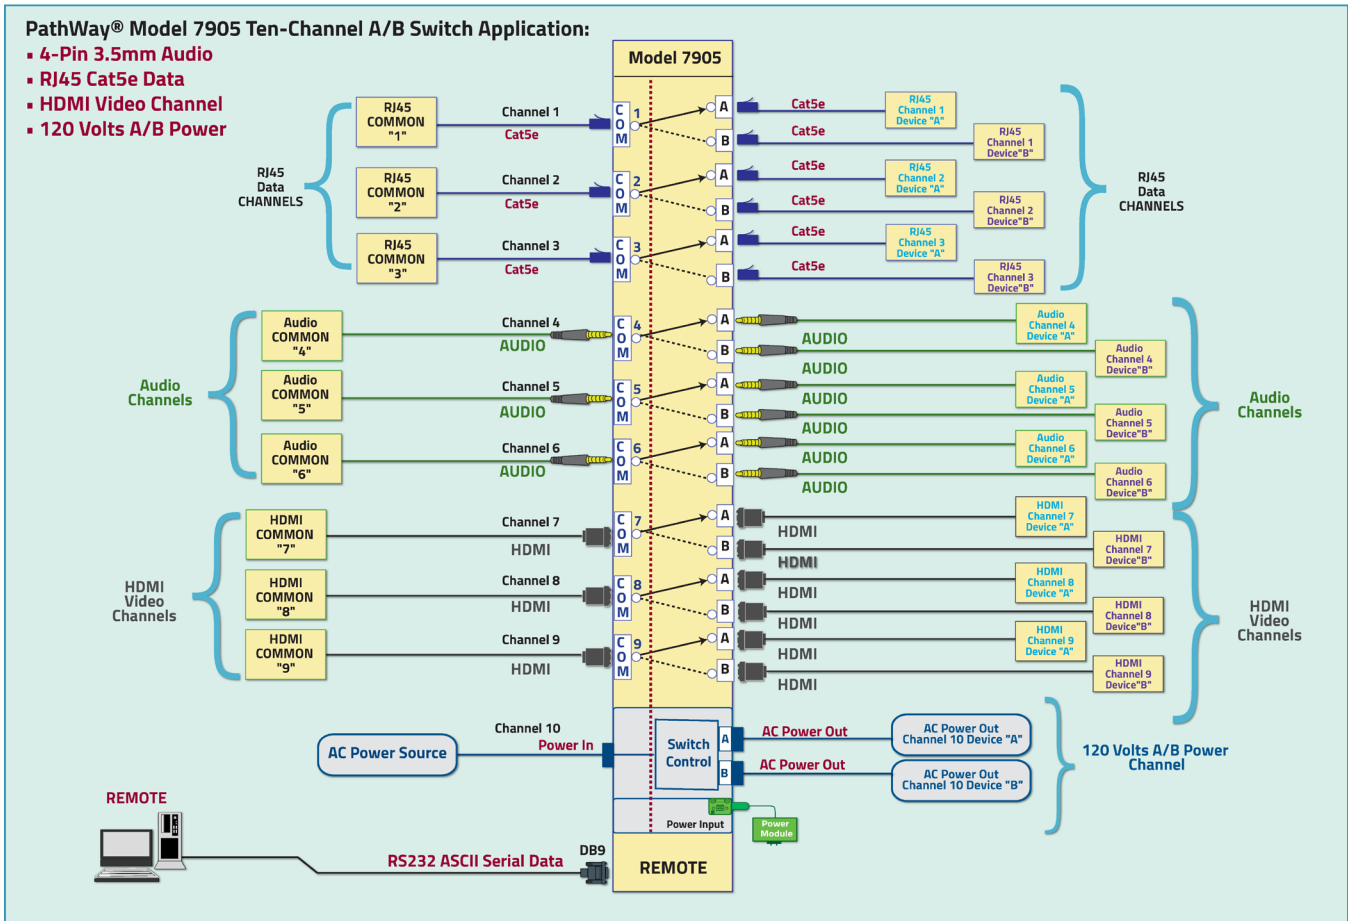 PathWay® Model 7905 Ten-Channel A/B Switch Application:
▪ 4-Pin 3.5mm Audio
▪ RJ45 Cat5e Data
▪ HDMI Video Channel
▪ 120 Volts A/B Power
Model 7905
RJ45
Data
CHANNELS
RJ45
COMMON
"1"
Channel 1
Cat5e
C
O
M
1
A
B
Cat5e
RJ45
Channel 1
Device "A"
Cat5e
RJ45
Channel 1
Device"B"
RJ45
COMMON
"2"
Channel 2
Cat5e
C
O
M
2
A
B
Cat5e
RJ45
Channel 2
Device "A"
Cat5e
RJ45
Channel 2
Device"B"
RJ45
COMMON
"3"
Channel 3
Cat5e
C
O
M
3
A
B
Cat5e
RJ45
Channel 3
Device "A"
Cat5e
RJ45
Channel 3
Device"B"
RJ45
Data
CHANNELS
Audio
Channels
Audio
COMMON
"4"
Channel 4
AUDIO
C
O
M
4
A
B
AUDIO
Audio
Channel 4
Device "A"
AUDIO
Audio
Channel 4
Device"B"
Audio
COMMON
"5"
Channel 5
AUDIO
C
O
M
5
A
B
AUDIO
Audio
Channel 5
Device "A"
AUDIO
Audio
Channel 5
Device"B"
Audio
COMMON
"6"
Channel 6
AUDIO
C
O
M
6
A
B
AUDIO
Audio
Channel 6
Device "A"
AUDIO
Audio
Channel 6
Device"B"
Audio
Channels
HDMI
Video
Channels
HDMI
COMMON
"7"
Channel 7
HDMI
C
O
M
7
A
B
HDMI
HDMI
Channel 7
Device "A"
HDMI
HDMI
Channel 7
Device"B"
HDMI
COMMON
"8"
Channel 8
HDMI
C
O
M
8
A
B
HDMI
HDMI
Channel 8
Device "A"
HDMI
HDMI
Channel 8
Device"B"
HDMI
COMMON
"9"
Channel 9
HDMI
C
O
M
9
A
B
HDMI
HDMI
Channel 9
Device "A"
HDMI
HDMI
Channel 9
Device"B"
HDMI
Video
Channels
AC Power Source
Channel 10
Power In
Switch
Control
A
B
AC Power Out
AC Power Out
Channel 10 Device "A"
AC Power Out
AC Power Out
Channel 10 Device "B"
120 Volts A/B Power
Channel
Power Input
Power
Module
REMOTE
RS232 ASCII Serial Data
DB9
REMOTE